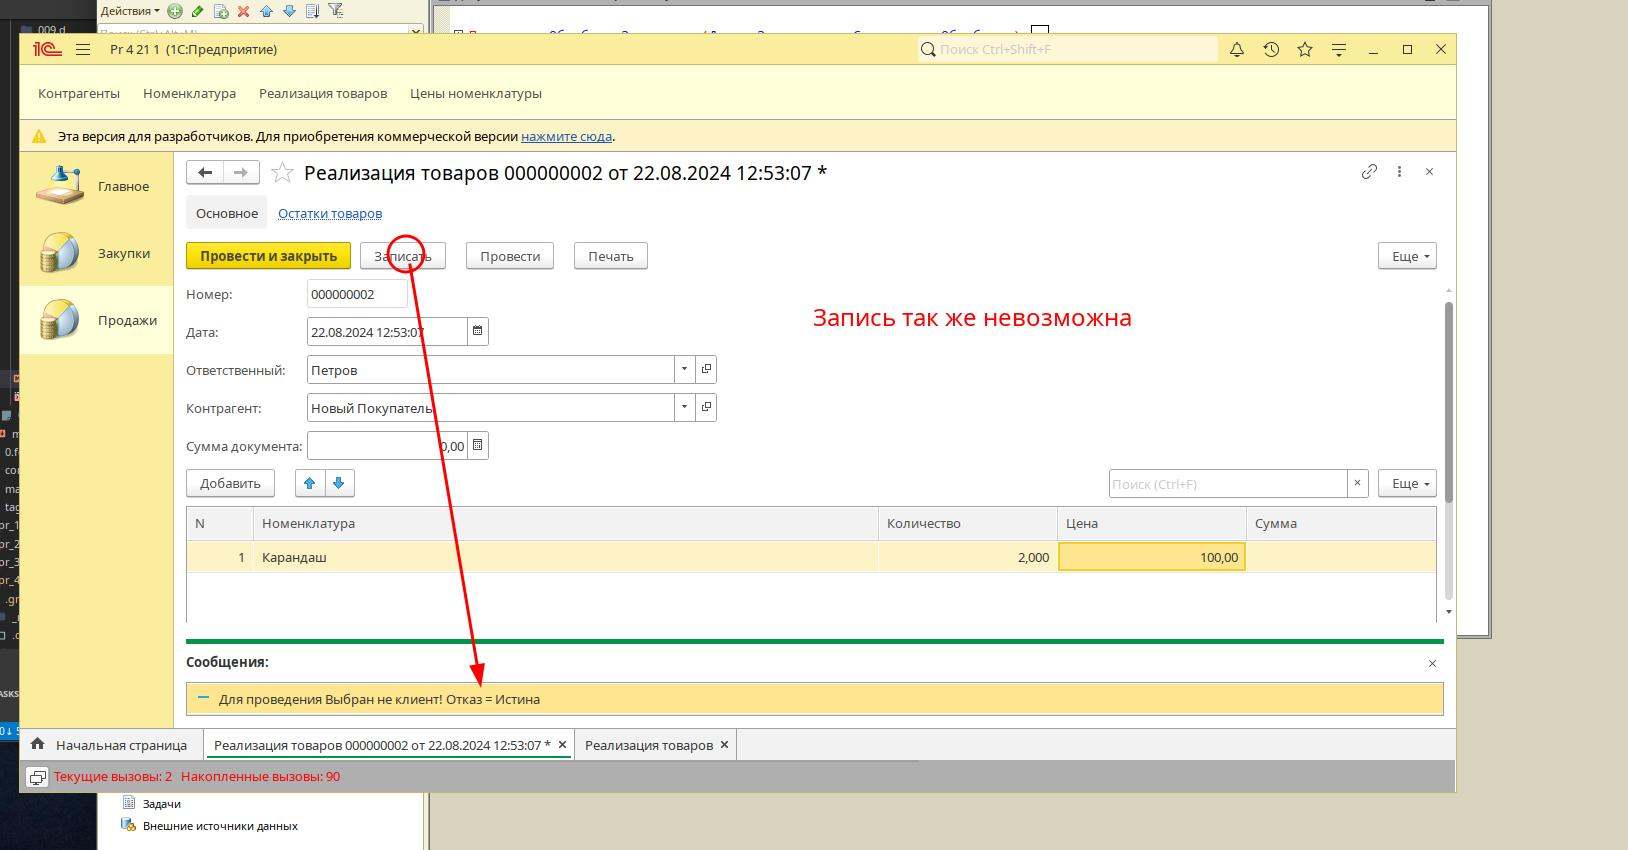 Действия
009.d
Поиск (Ctrl+Alt+M)
1С
Pr 4 21 1 (1С:Предприятие)
Поиск Ctrl+Shift+F
Контрагенты
Номенклатура
Реализация товаров
Цены номенклатуры
Эта версия для разработчиков. Для приобретения коммерческой версии нажмите сюда.
Главное
Закупки
Продажи
Реализация товаров 000000002 от 22.08.2024 12:53:07 *
Основное
Остатки товаров
Провести и закрыть
Записать
Провести
Печать
Еще
Номер:
000000002
Запись так же невозможна
Дата:
22.08.2024 12:53:07
Ответственный:
Петров
Контрагент:
Новый Покупатель
Сумма документа:
0,00
Добавить
Поиск (Ctrl+F)
×
Еще
N
Номенклатура
Количество
Цена
Сумма
1
Карандаш
2,000
100,00
Сообщения:
Для проведения Выбран не клиент! Отказ = Истина
Начальная страница
Реализация товаров 000000002 от 22.08.2024 12:53:07 *
Реализация товаров
Текущие вызовы: 2 Накопленные вызовы: 90
Задачи
Внешние источники данных